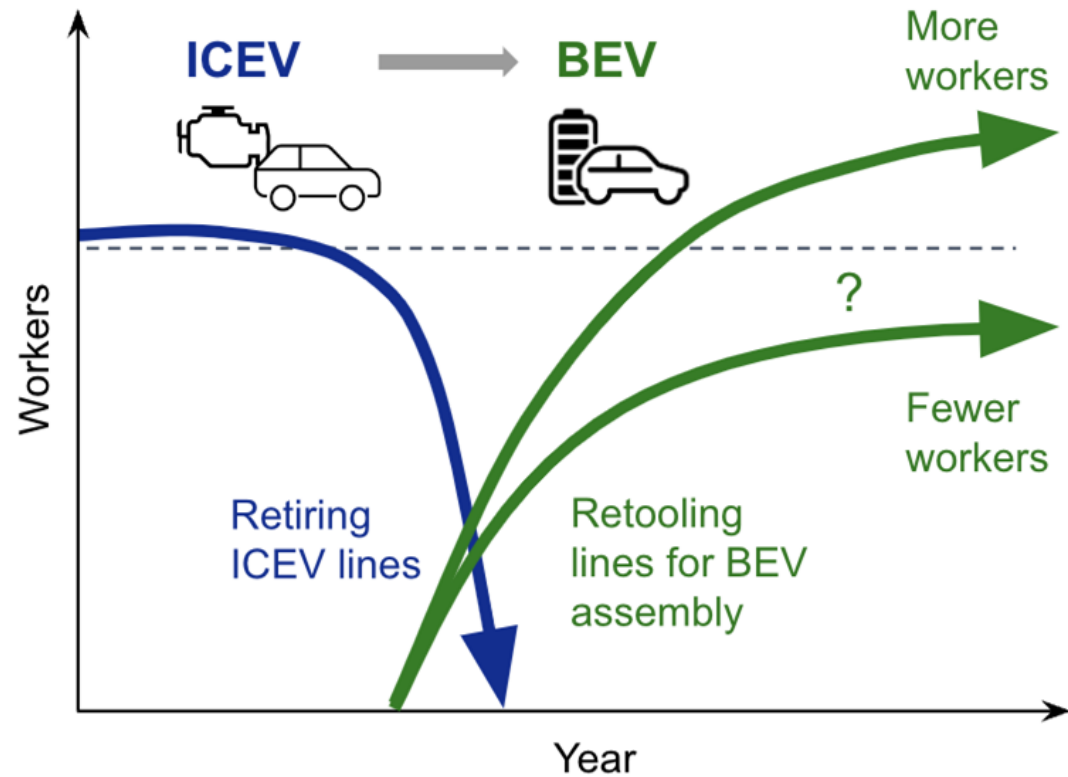 ICEV
BEV
More
workers
?
Fewer
workers
Retiring
ICEV lines
Retooling
lines for BEV
assembly
Workers
Year